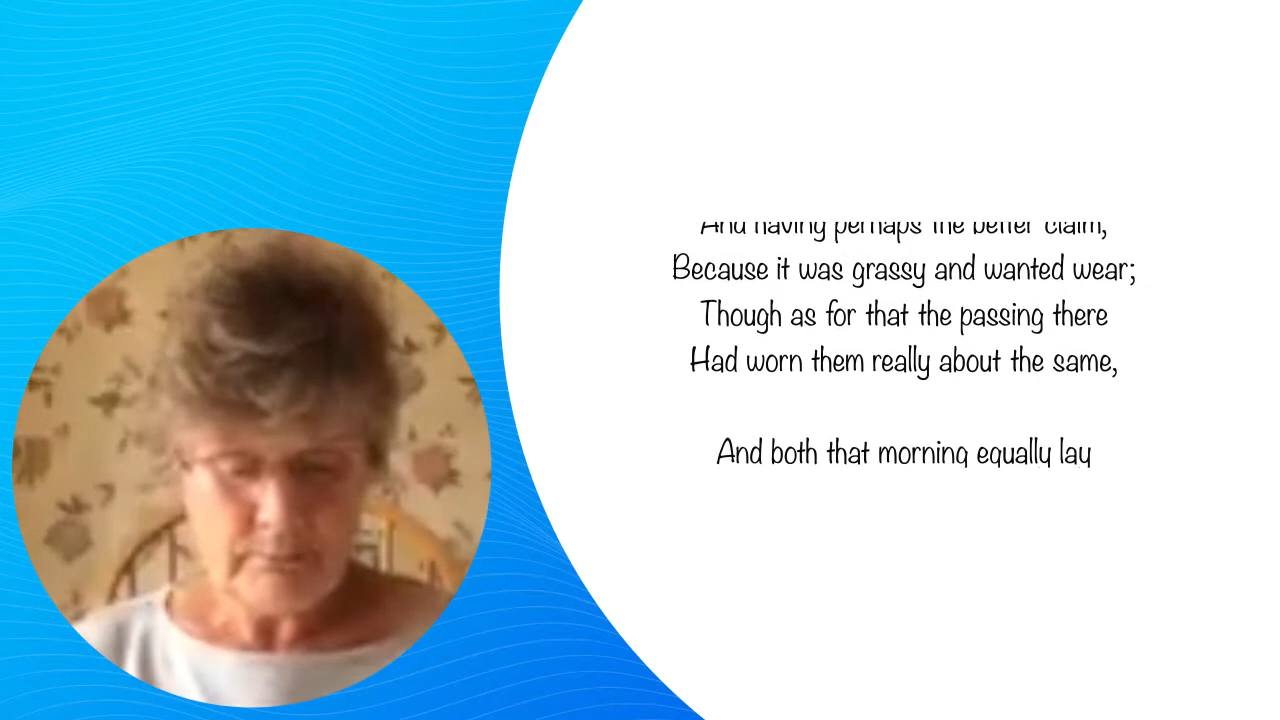 And having perhaps the better claim,
Because it was grassy and wanted wear;
Though as for that the passing there
Had worn them really about the same,
And both that morning equally lay